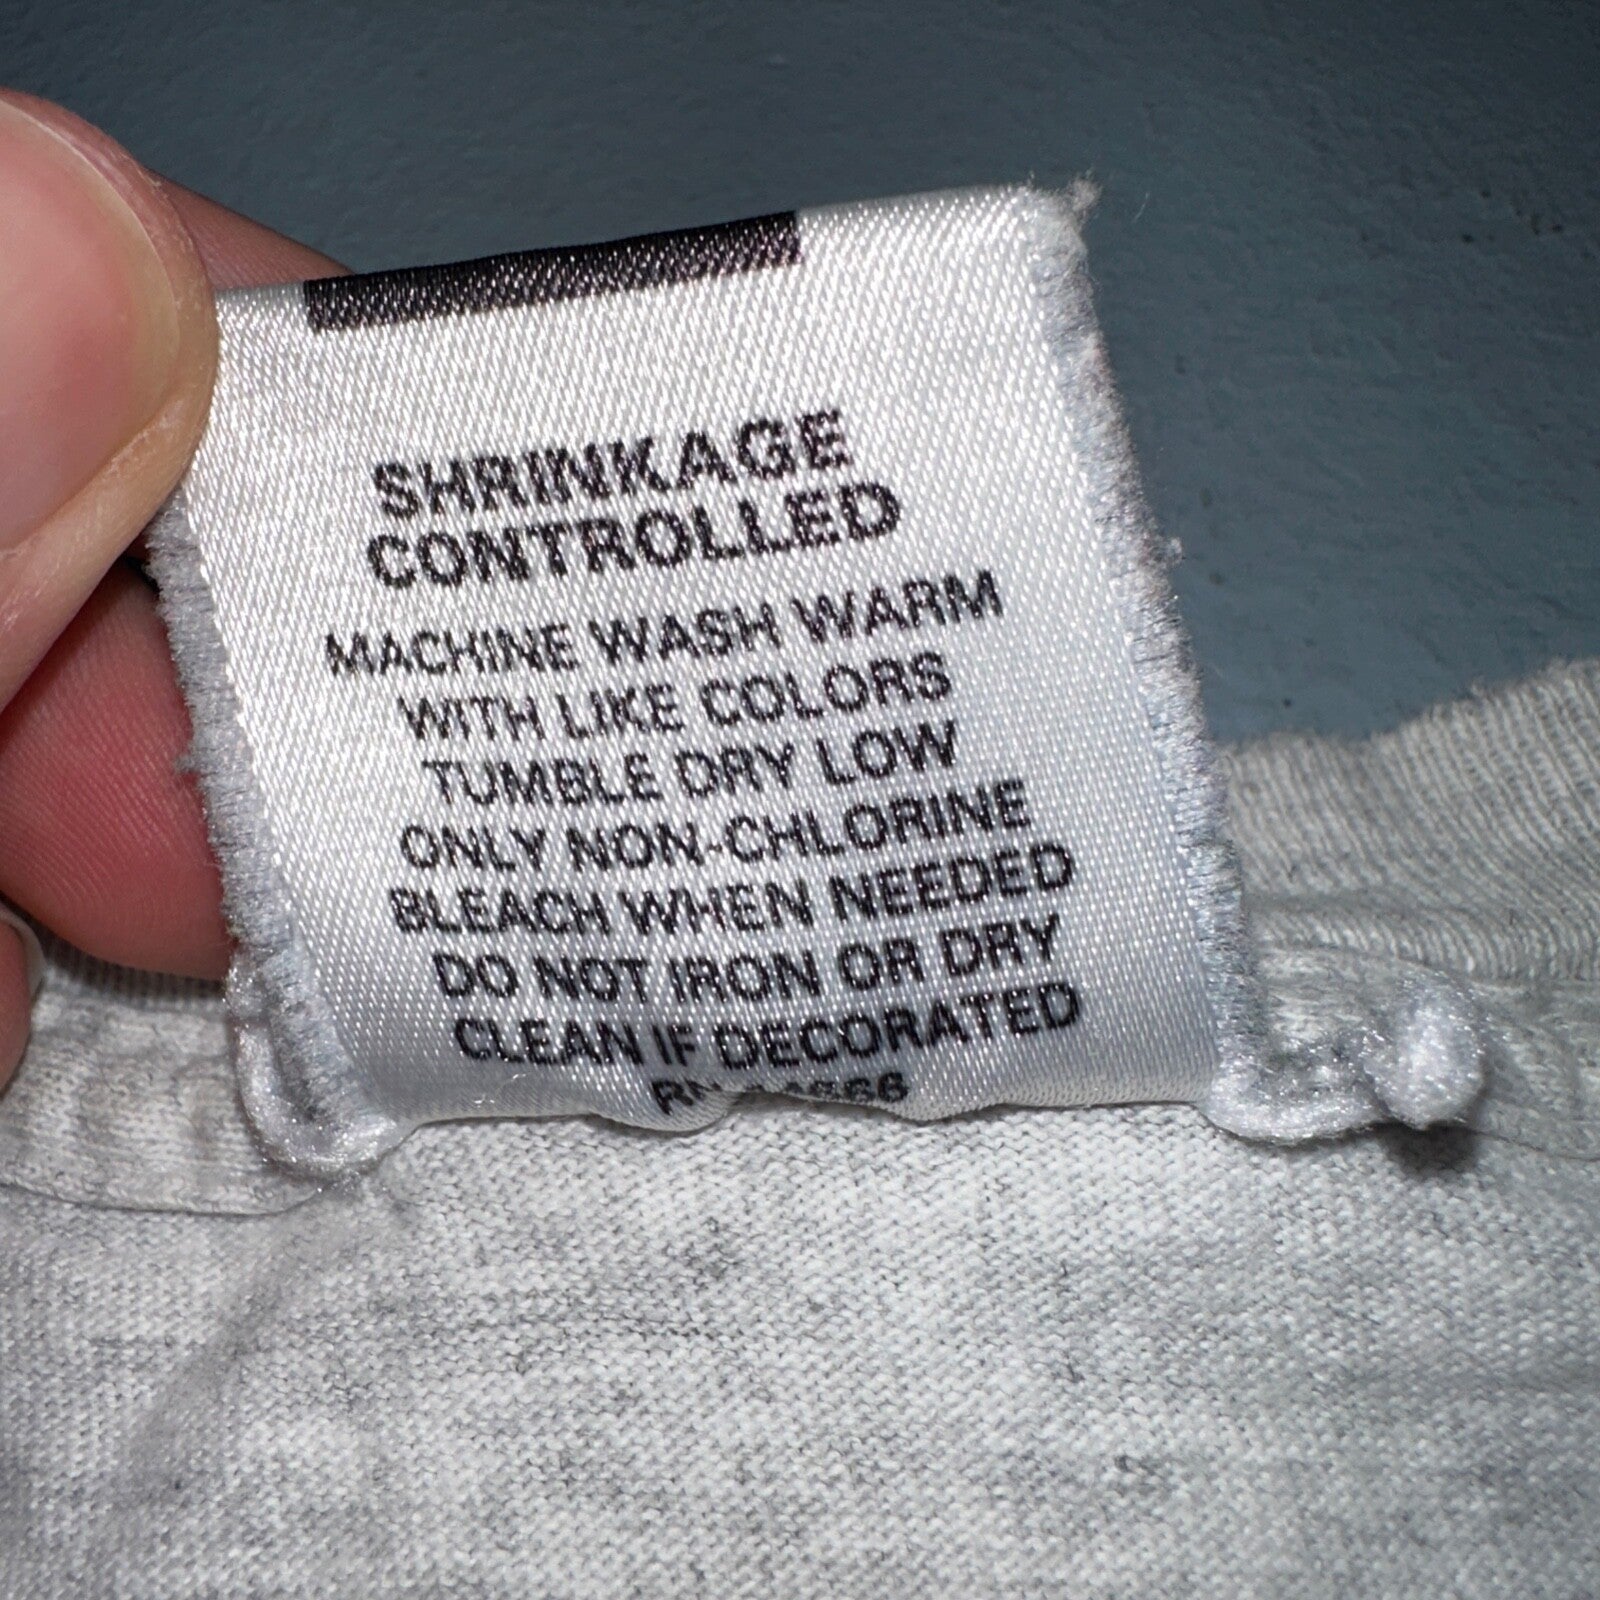 SHRINKAGE
CONTROLLED
MACHINE WASH WARM
WITH LIKE COLORS
TUMBLE DRY LOW
ONLY NON-CHLORINE
BLEACH WHEN NEEDED
DO NOT IRON OR DRY
CLEAN IF DECORATED
RN